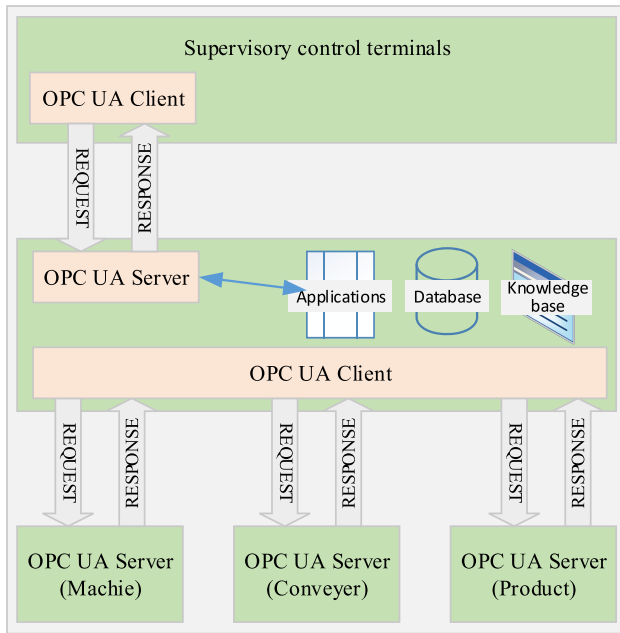 Supervisory control terminals
OPC UA Client
REQUEST
RESPONSE
OPC UA Server
Applications
Database
Knowledge
base
OPC UA Client
REQUEST
RESPONSE
REQUEST
RESPONSE
REQUEST
RESPONSE
OPC UA Server
(Machie)
OPC UA Server
(Conveyer)
OPC UA Server
(Product)